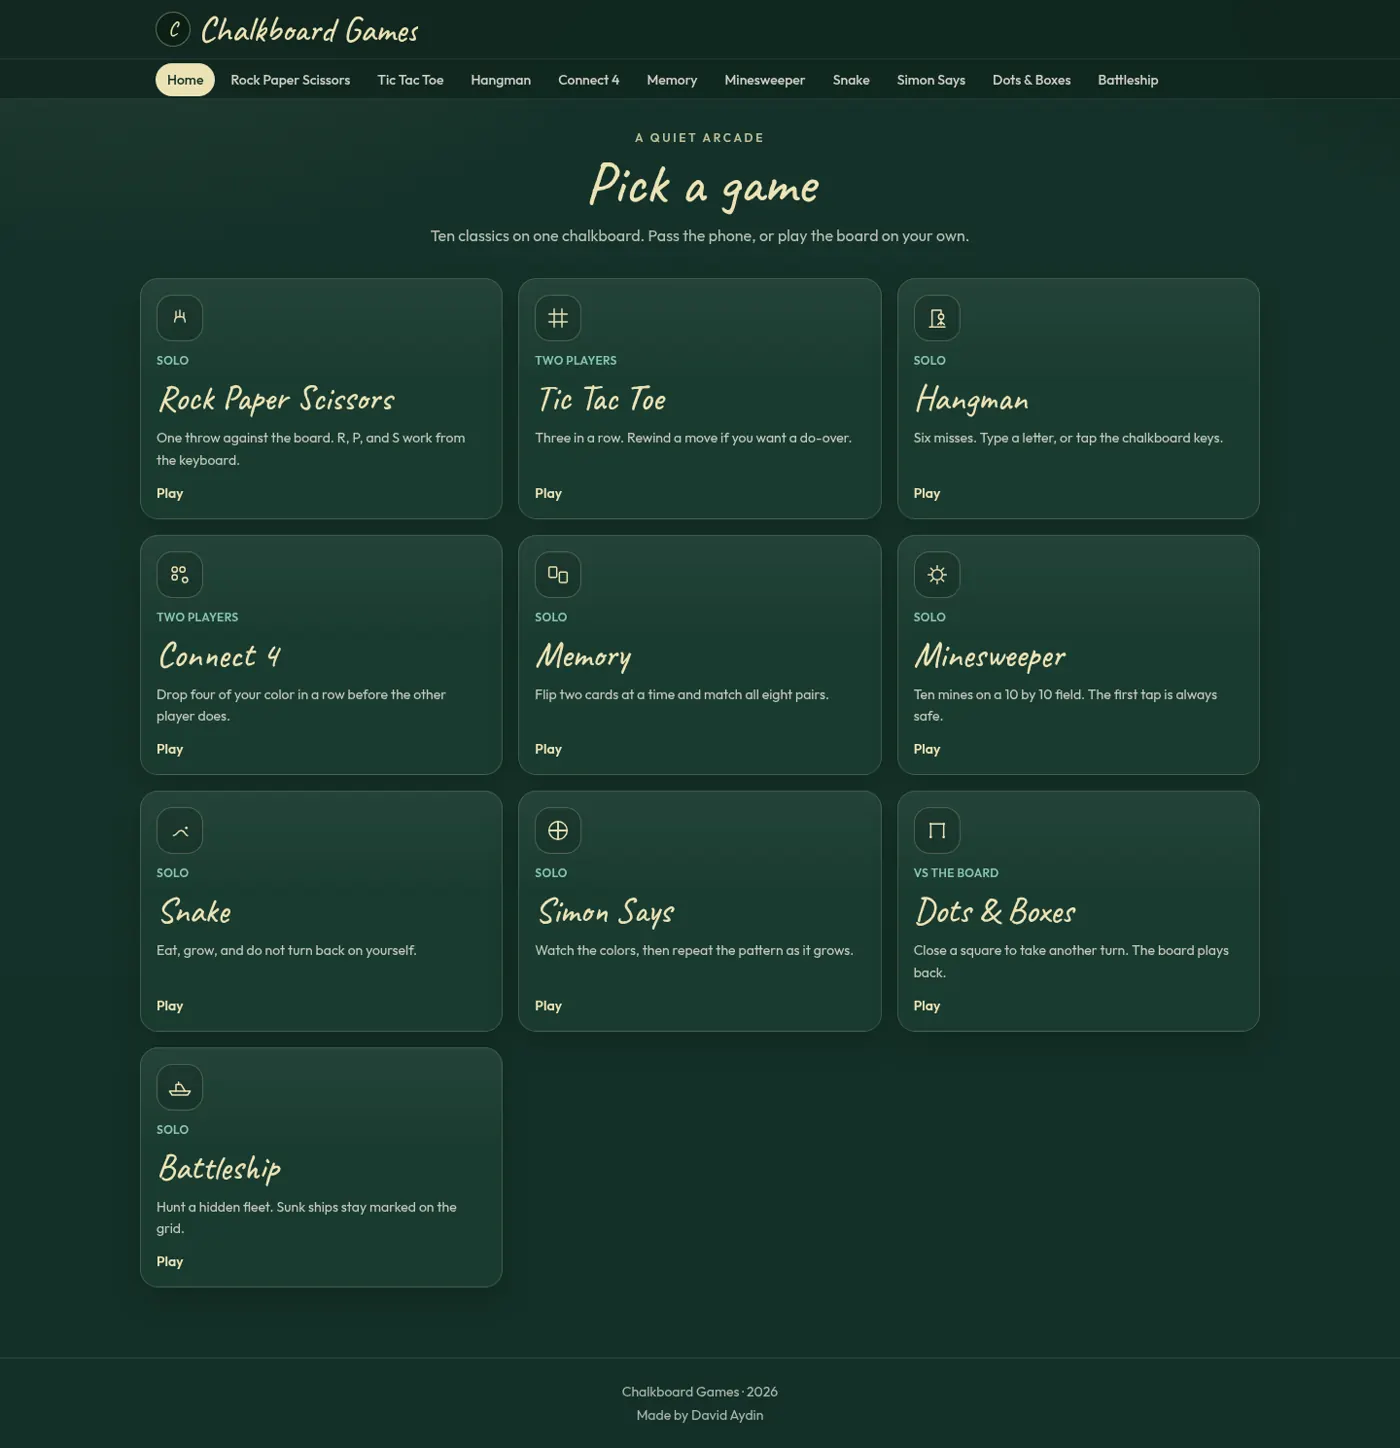 C Chalkboard Games
Home Rock Paper Scissors Tic Tac Toe Hangman Connect 4 Memory Minesweeper Snake Simon Says Dots & Boxes Battleship
A QUIET ARCADE
Pick a game
Ten classics on one chalkboard. Pass the phone, or play the board on your own.
SOLO
Rock Paper Scissors
One throw against the board. R, P, and S work from
the keyboard.
Play
TWO PLAYERS
Tic Tac Toe
Three in a row. Rewind a move if you want a do-over.
Play
SOLO
Hangman
Six misses. Type a letter, or tap the chalkboard keys.
Play
TWO PLAYERS
Connect 4
Drop four of your color in a row before the other
player does.
Play
SOLO
Memory
Flip two cards at a time and match all eight pairs.
Play
SOLO
Minesweeper
Ten mines on a 10 by 10 field. The first tap is always
safe.
Play
SOLO
Snake
Eat, grow, and do not turn back on yourself.
Play
SOLO
Simon Says
Watch the colors, then repeat the pattern as it grows.
Play
VS THE BOARD
Dots & Boxes
Close a square to take another turn. The board plays
back.
Play
SOLO
Battleship
Hunt a hidden fleet. Sunk ships stay marked on the
grid.
Play
Chalkboard Games · 2026
Made by David Aydin